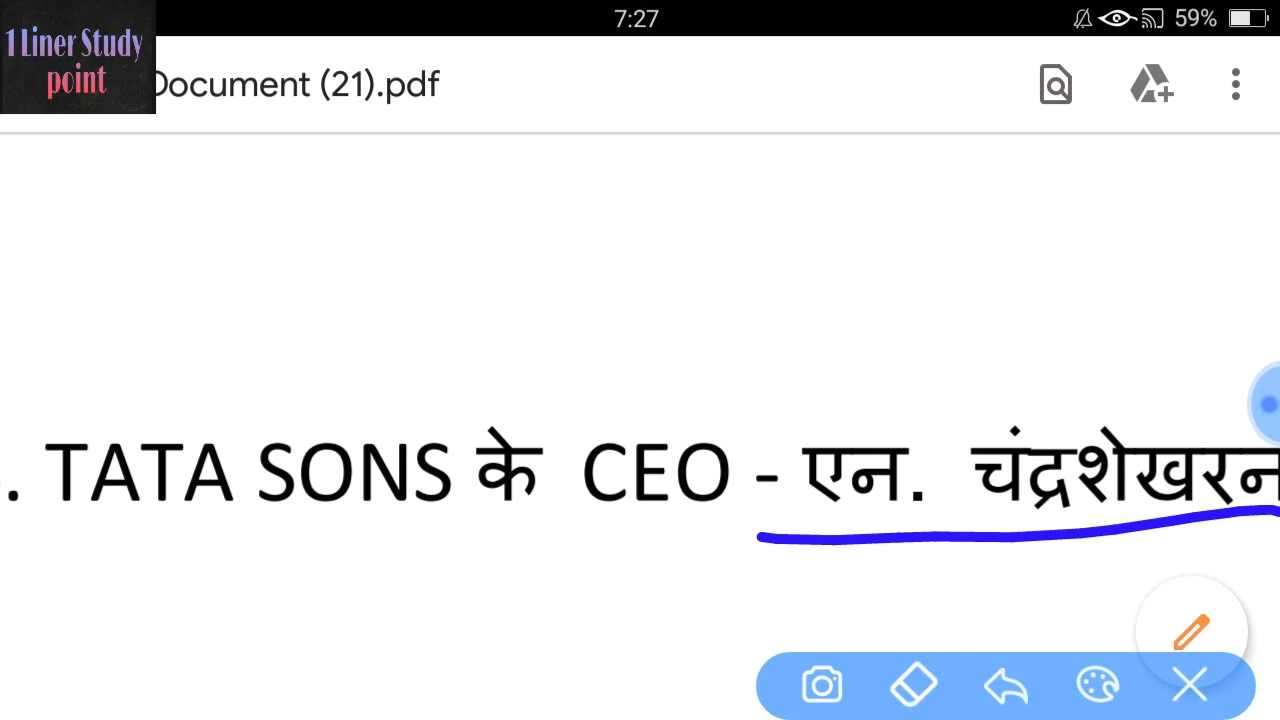 7:27
59%
1 Liner Study
point
Document (21).pdf
. TATA SONS के CEO - एन. चंद्रशेखरन